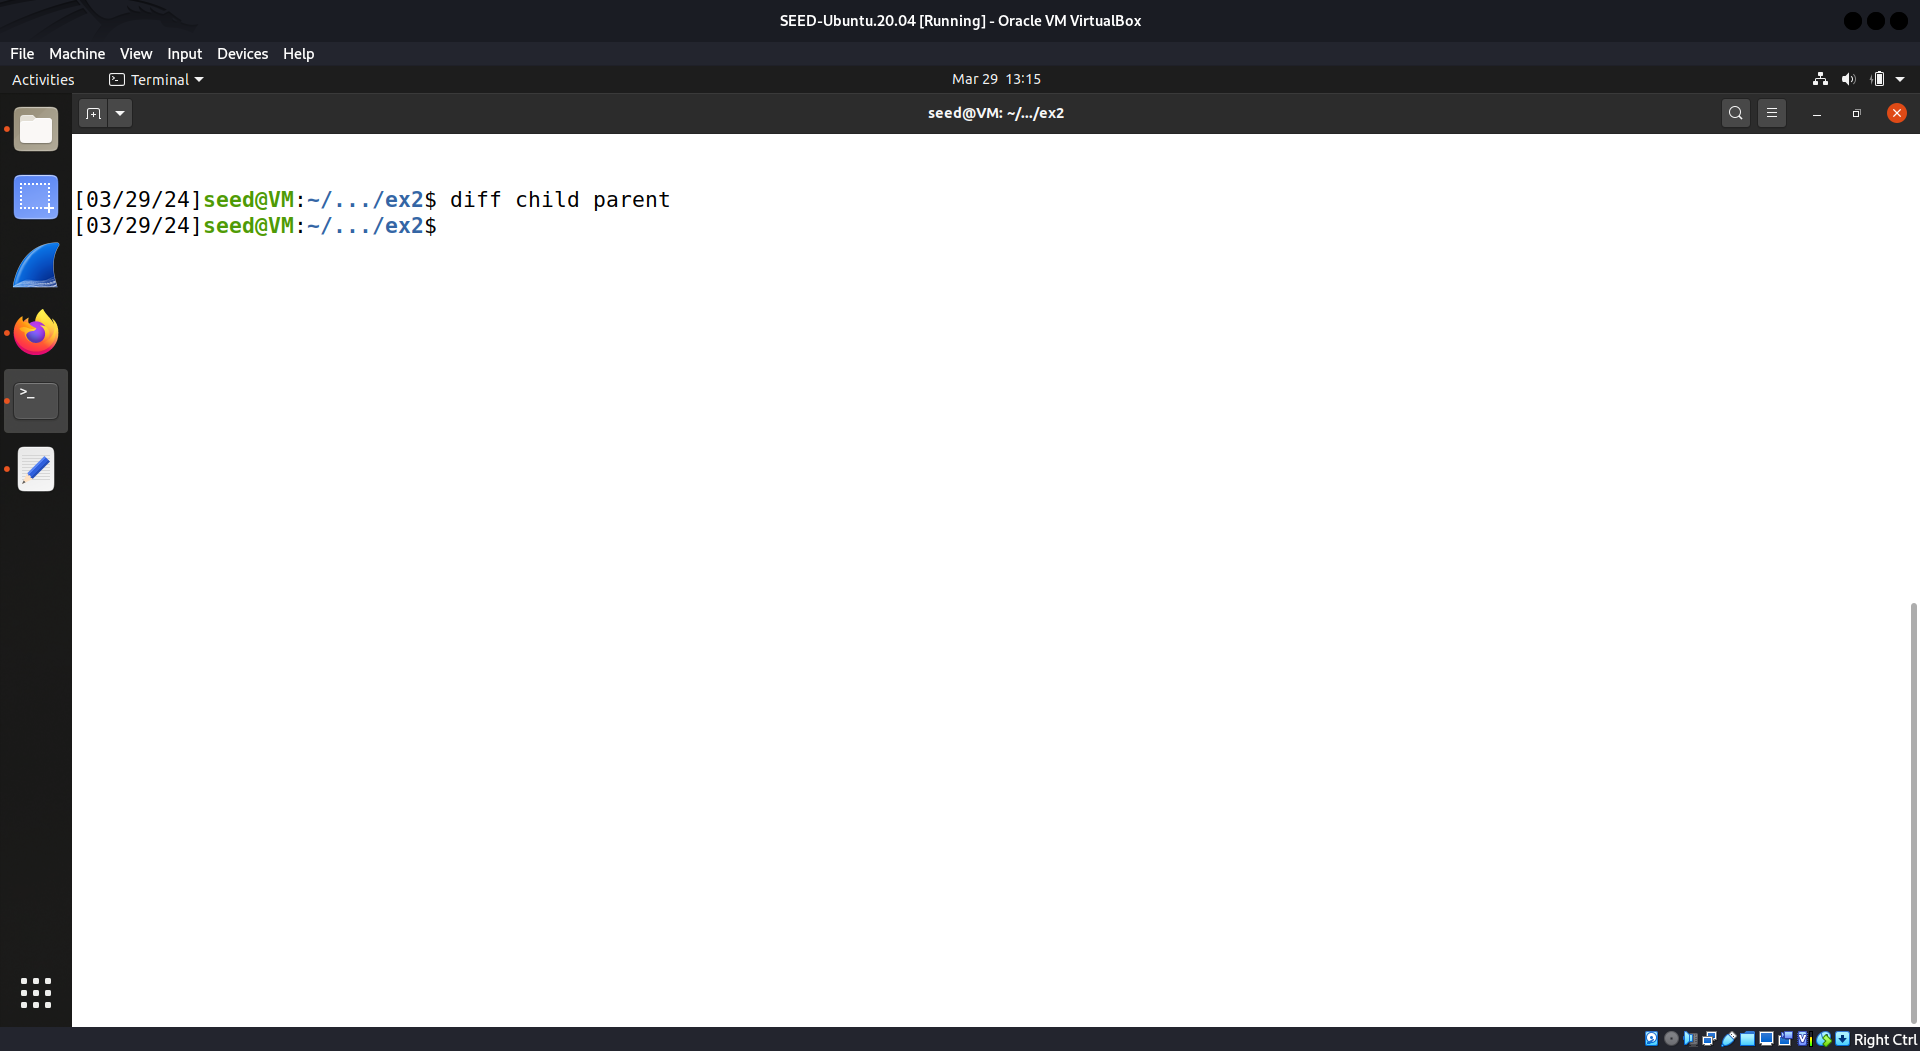 SEED-Ubuntu.20.04 [Running] - Oracle VM VirtualBox
File Machine View Input Devices Help
Activities Terminal Mar 29 13:15
seed@VM: ~/.../ex2
[03/29/24]seed@VM:~/.../ex2$ diff child parent
[03/29/24]seed@VM:~/.../ex2$
>_
Right Ctrl